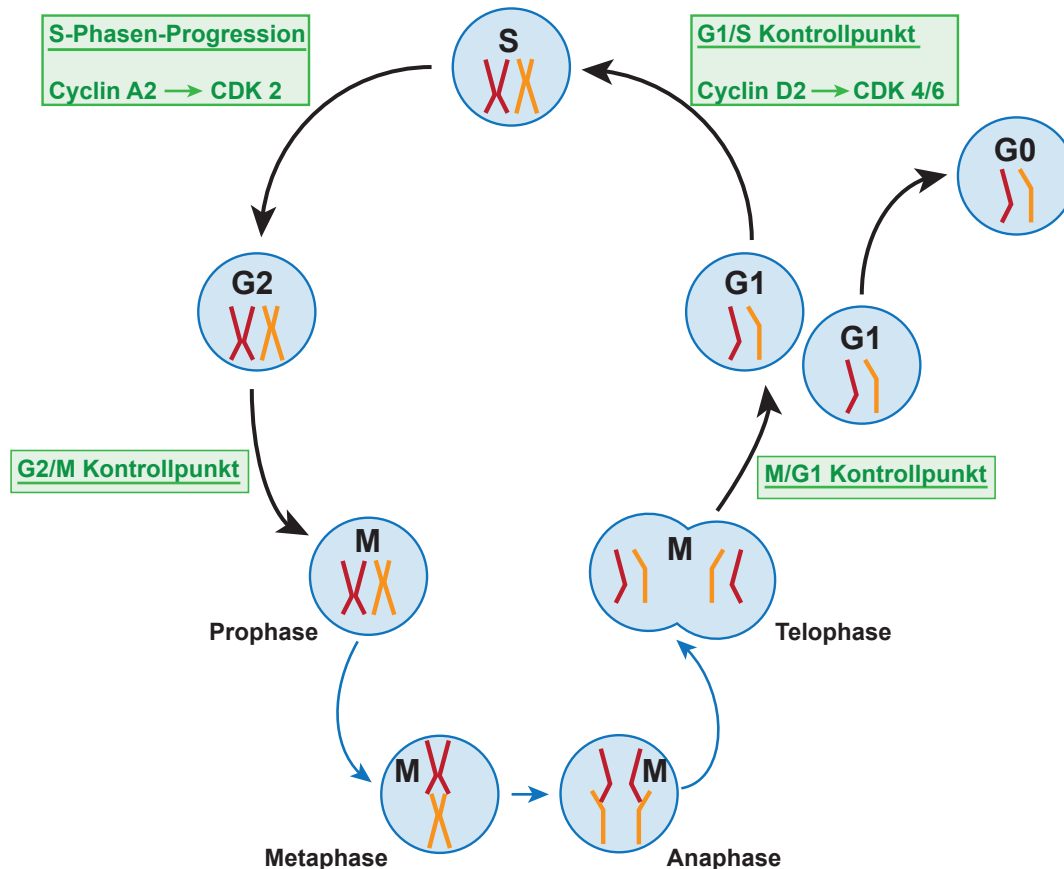 S-Phasen-Progression
Cyclin A2 → CDK 2
S
G1/S Kontrollpunkt
Cyclin D2 → CDK 4/6
G0
G2
G1
G1
G2/M Kontrollpunkt
M/G1 Kontrollpunkt
M
Prophase
M
Telophase
M
Metaphase
M
Anaphase